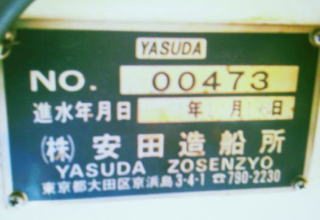 YASUDA
NO. 00473
進水年月日 年 月 日
㈱ 安田造船所
YASUDA ZOSENZYO
東京都大田区京浜島3-4-1 ☎790-2230